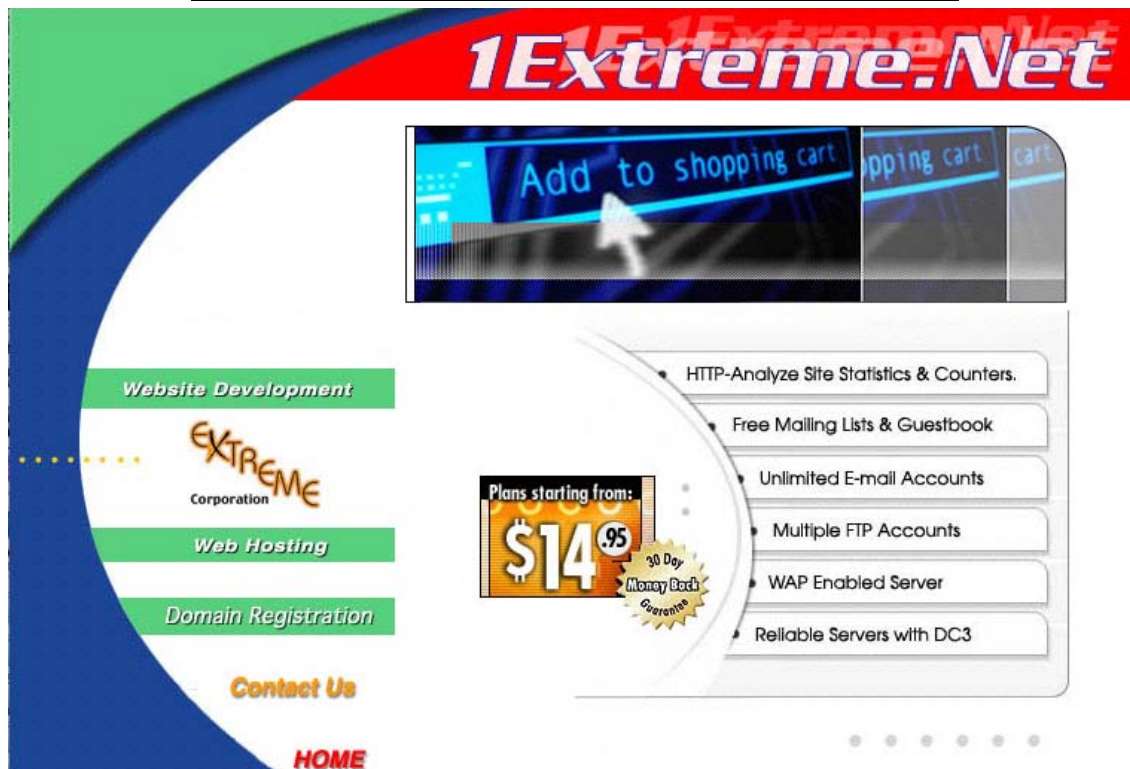 1Extreme.Net
Add to shopping cart
pping cart
cart
Website Development
EXTREME
Corporation
Web Hosting
Domain Registration
Contact Us
HOME
Plans starting from:
$14.95
30 Day
Money Back
Guarantee
HTTP-Analyze Site Statistics & Counters.
Free Mailing Lists & Guestbook
Unlimited E-mail Accounts
Multiple FTP Accounts
WAP Enabled Server
Reliable Servers with DC3